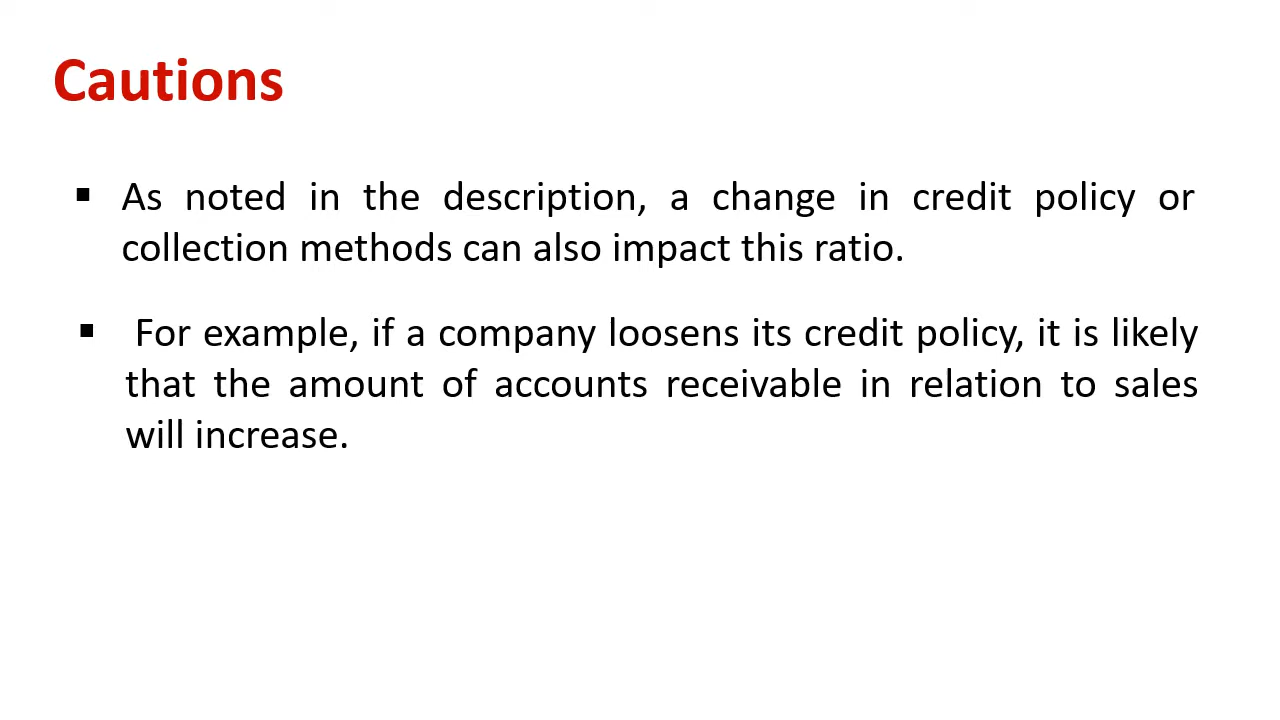 Cautions
▪ As noted in the description, a change in credit policy or
collection methods can also impact this ratio.
▪ For example, if a company loosens its credit policy, it is likely
that the amount of accounts receivable in relation to sales
will increase.